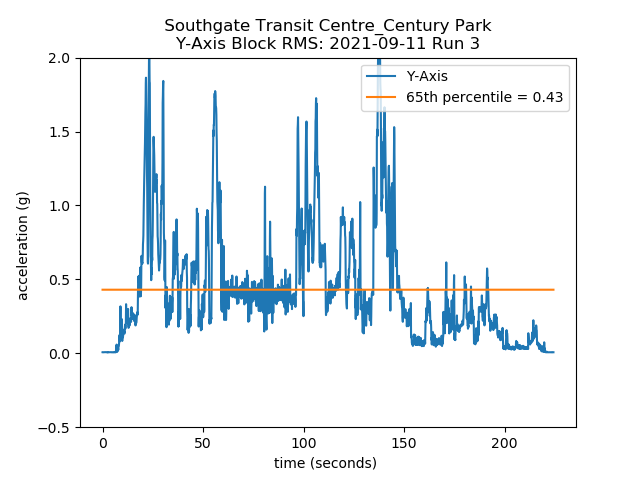 Southgate Transit Centre_Century Park
Y-Axis Block RMS: 2021-09-11 Run 3
Y-Axis
65th percentile = 0.43
acceleration (g)
2.0
1.5
1.0
0.5
0.0
−0.5
0 50 100 150 200
time (seconds)